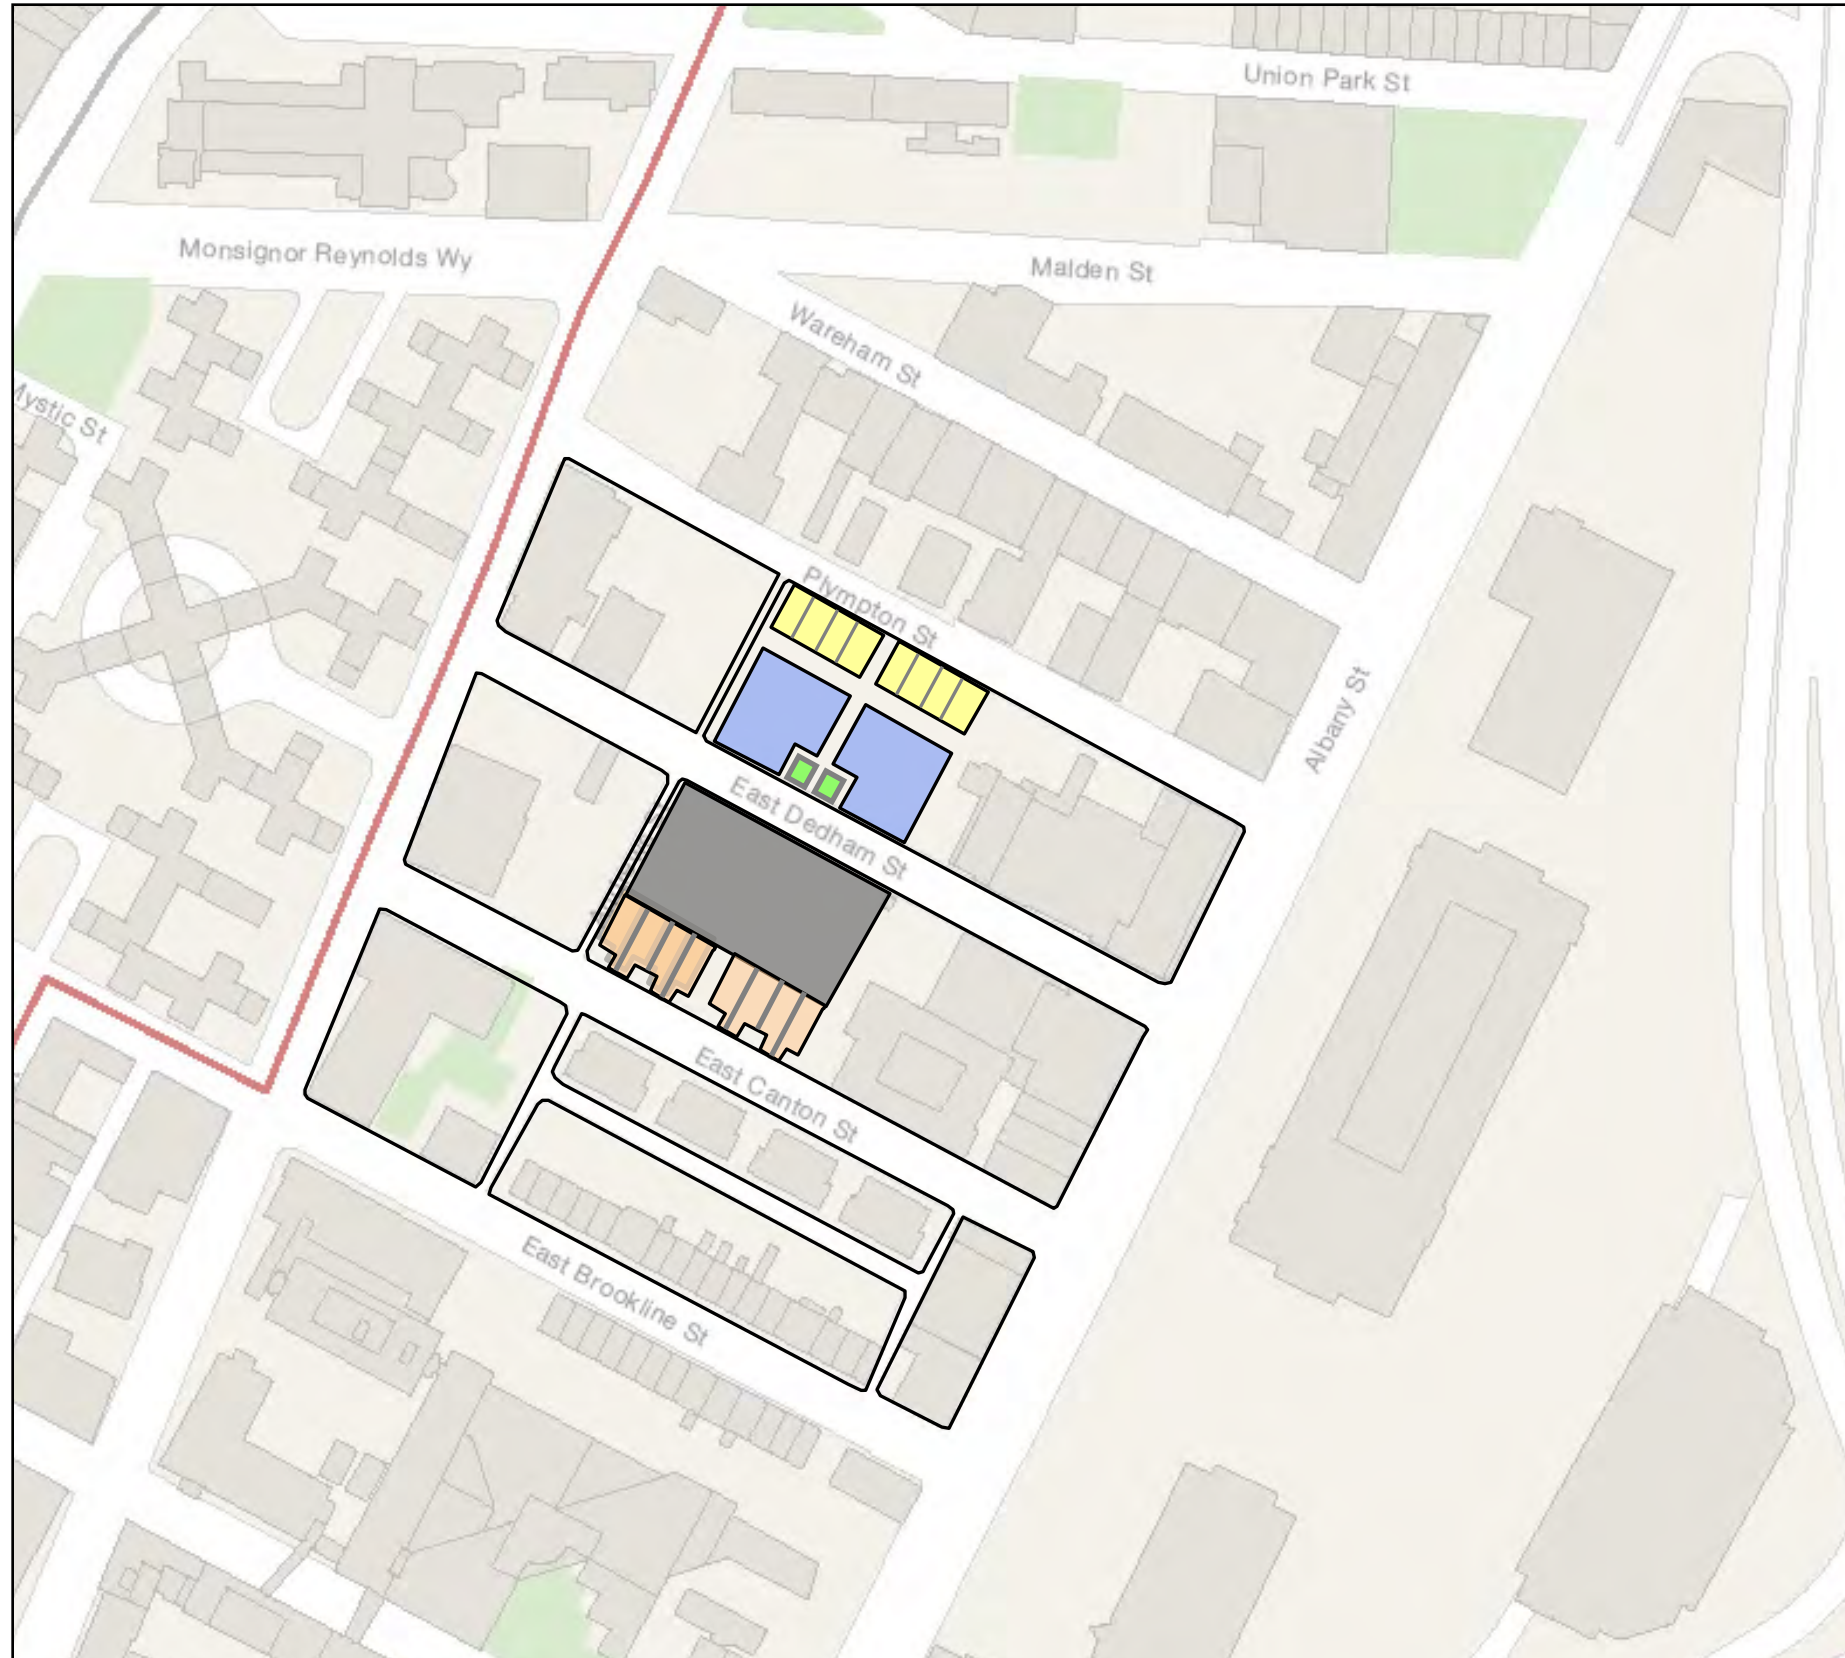 Union Park St
Monsignor Reynolds Wy
Malden St
Wareham St
Mystic St
Plympton St
Albany St
East Dedham St
East Canton St
East Brookline St